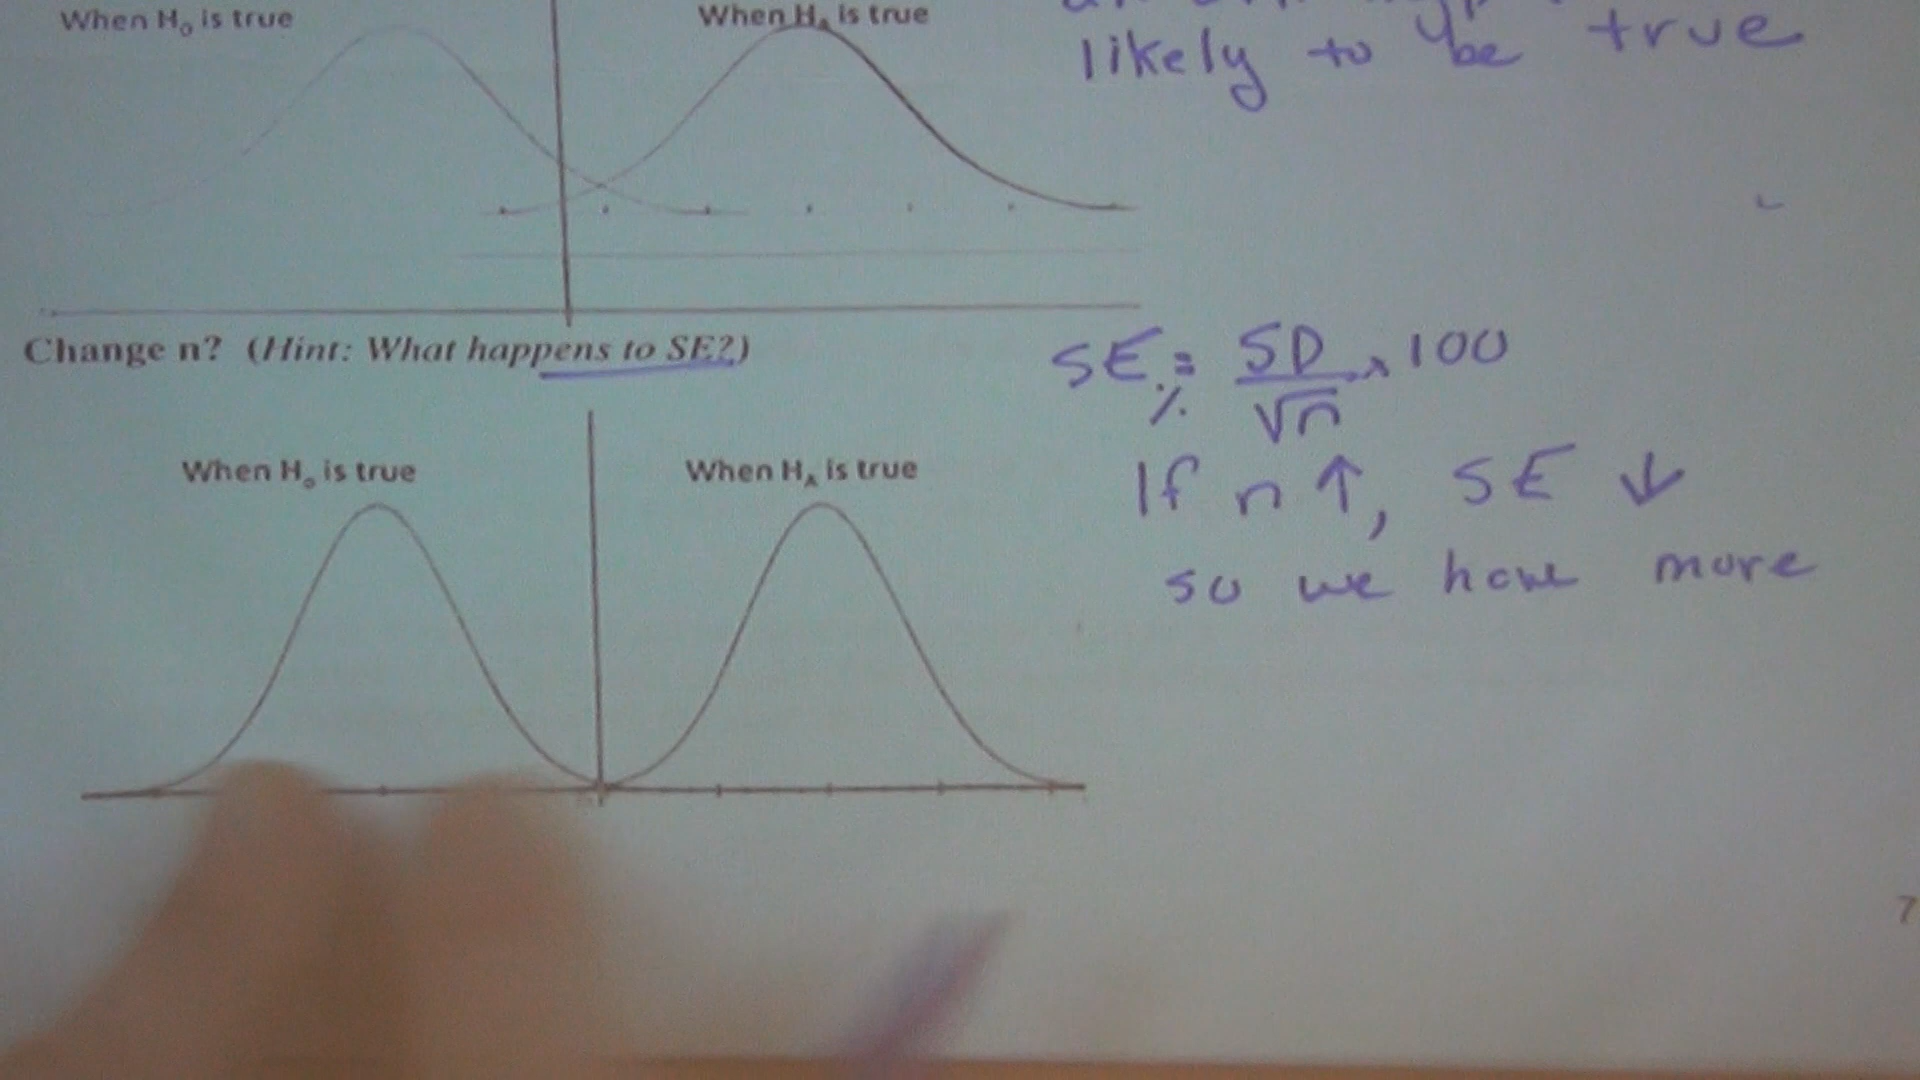 When H₀ is true
When Hₐ is true
likely to be true
Change n? (Hint: What happens to SE?)
SE% = SD/√n × 100
When H₀ is true
When Hₐ is true
If n ↑, SE ↓
so we have more
7